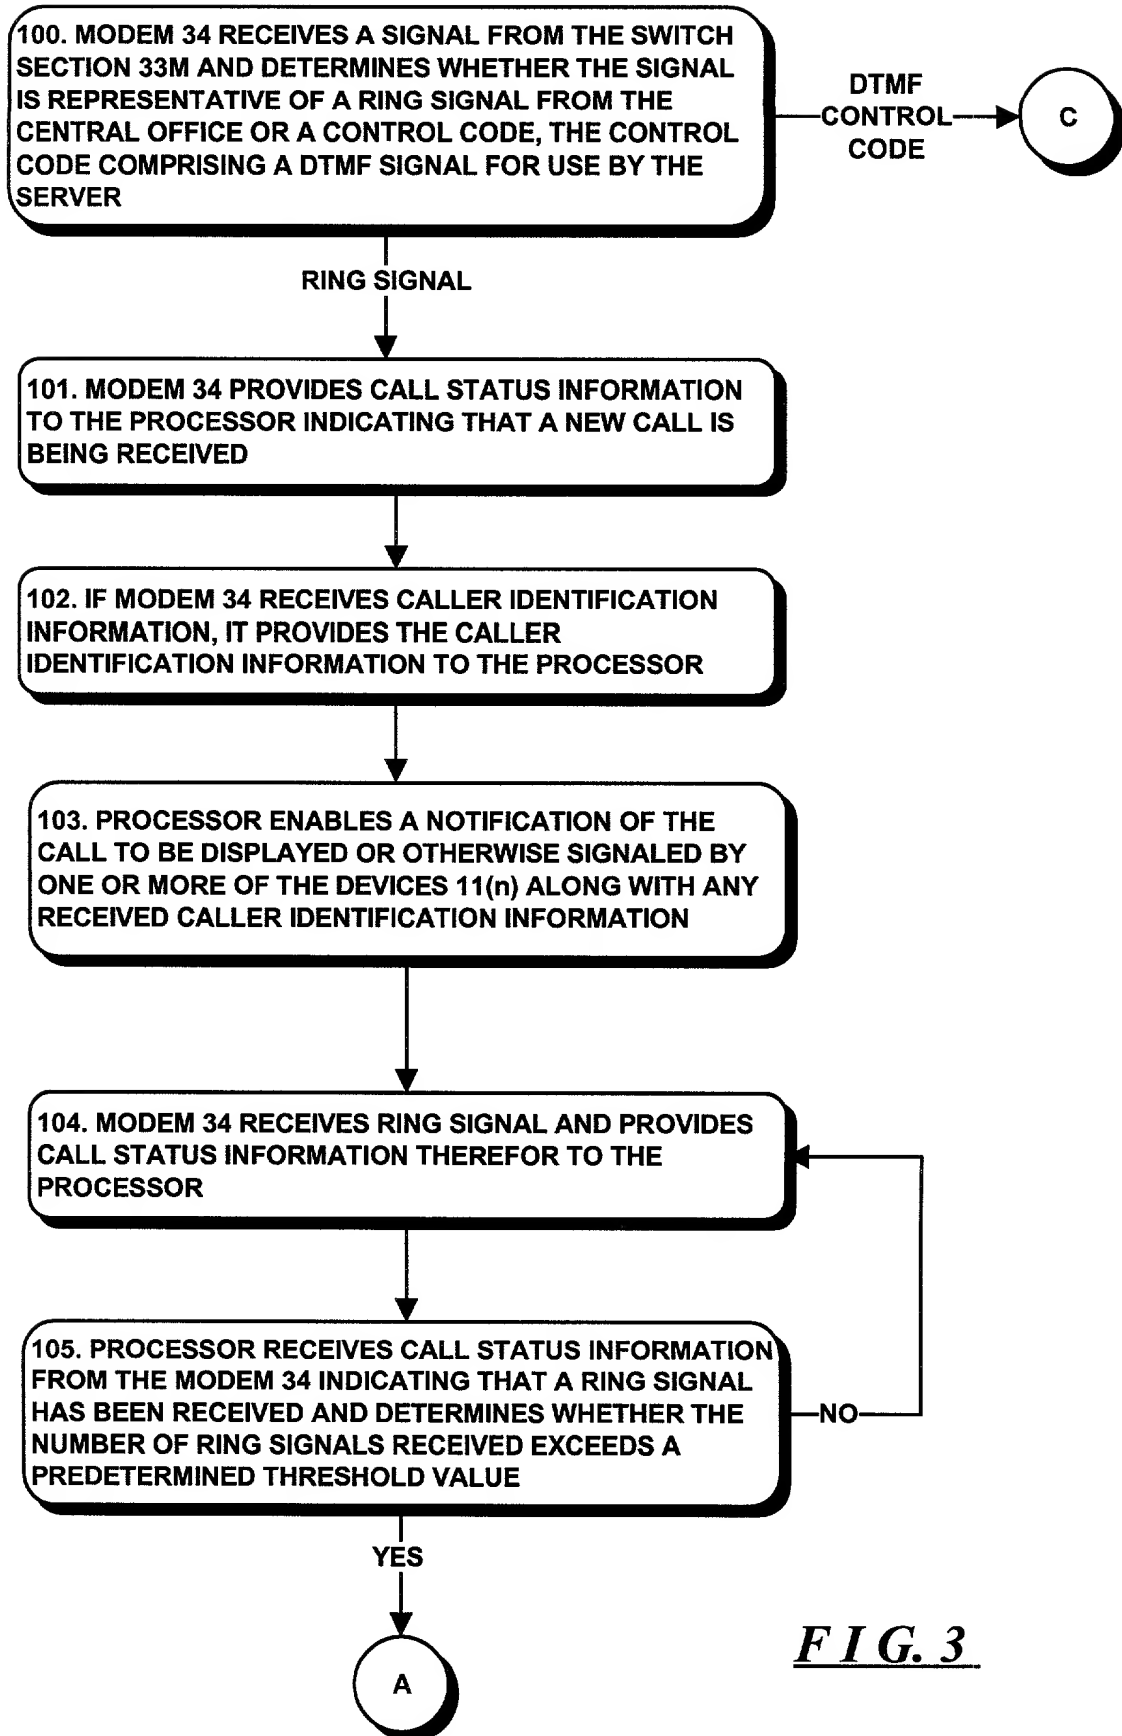 100. MODEM 34 RECEIVES A SIGNAL FROM THE SWITCH
SECTION 33M AND DETERMINES WHETHER THE SIGNAL
IS REPRESENTATIVE OF A RING SIGNAL FROM THE
CENTRAL OFFICE OR A CONTROL CODE, THE CONTROL
CODE COMPRISING A DTMF SIGNAL FOR USE BY THE
SERVER
DTMF
CONTROL
CODE
C
RING SIGNAL
101. MODEM 34 PROVIDES CALL STATUS INFORMATION
TO THE PROCESSOR INDICATING THAT A NEW CALL IS
BEING RECEIVED
102. IF MODEM 34 RECEIVES CALLER IDENTIFICATION
INFORMATION, IT PROVIDES THE CALLER
IDENTIFICATION INFORMATION TO THE PROCESSOR
103. PROCESSOR ENABLES A NOTIFICATION OF THE
CALL TO BE DISPLAYED OR OTHERWISE SIGNALED BY
ONE OR MORE OF THE DEVICES 11(n) ALONG WITH ANY
RECEIVED CALLER IDENTIFICATION INFORMATION
104. MODEM 34 RECEIVES RING SIGNAL AND PROVIDES
CALL STATUS INFORMATION THEREFOR TO THE
PROCESSOR
105. PROCESSOR RECEIVES CALL STATUS INFORMATION
FROM THE MODEM 34 INDICATING THAT A RING SIGNAL
HAS BEEN RECEIVED AND DETERMINES WHETHER THE
NUMBER OF RING SIGNALS RECEIVED EXCEEDS A
PREDETERMINED THRESHOLD VALUE
NO
YES
A
FIG. 3